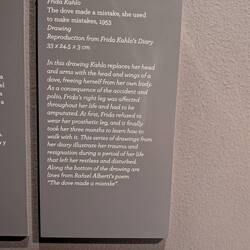 Frida Kahlo
The dove made a mistake, she used
to make mistakes, 1953
Drawing
Reproduction from Frida Kahlo's Diary
33 x 24.5 x 3 cm
In this drawing Kahlo replaces her head
and arms with the head and wings of a
dove, freeing herself from her own body.
As a consequence of the accident and
polio, Frida's right leg was affected
throughout her life and had to be
amputated. At first, Frida refused to
wear her prosthetic leg, and it finally
took her three months to learn how to
walk with it. This series of drawings from
her diary illustrate her trauma and
resignation during a period of her life
that left her restless and disturbed.
Along the bottom of the drawing are
lines from Rafael Alberti's poem
"The dove made a mistake".